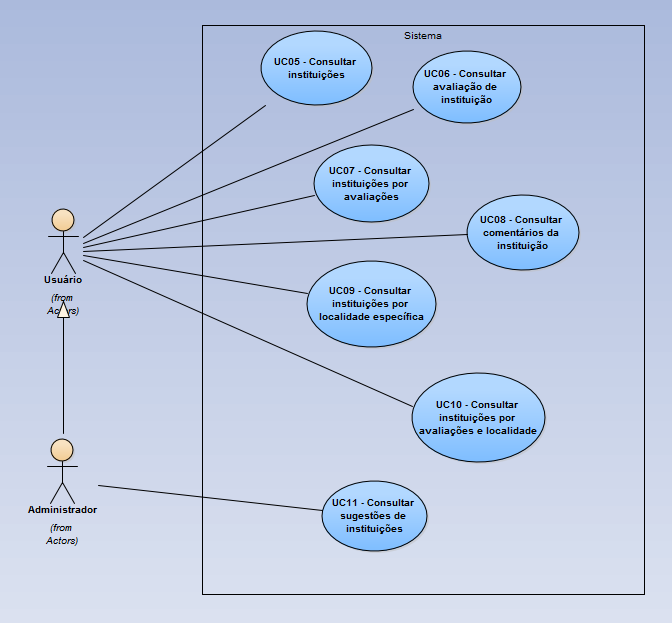 Sistema
UC05 - Consultar
instituições
UC06 - Consultar
avaliação de
instituição
UC07 - Consultar
instituições por
avaliações
UC08 - Consultar
comentários da
instituição
Usuário
(from
Actors)
UC09 - Consultar
instituições por
localidade específica
UC10 - Consultar
instituições por
avaliações e localidade
Administrador
(from
Actors)
UC11 - Consultar
sugestões de
instituições